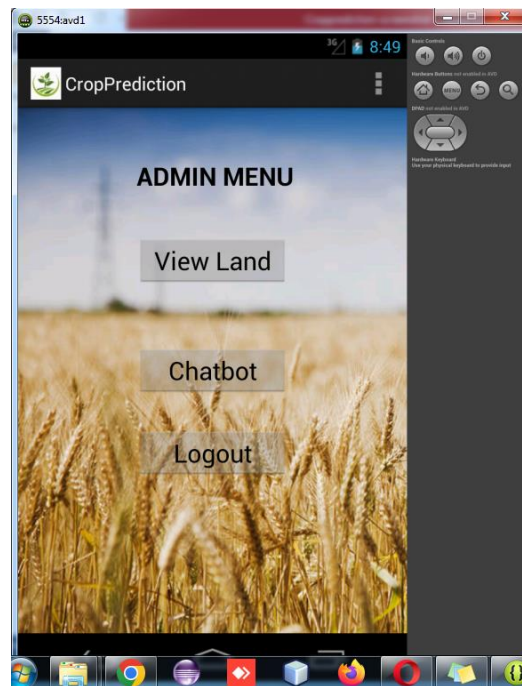 5554:avd1
3G 8:49
CropPrediction
ADMIN MENU
View Land
Chatbot
Logout
Basic Controls
Hardware Buttons not enabled in AVD
MENU
DPAD not enabled in AVD
Hardware Keyboard
Use your physical keyboard to provide input